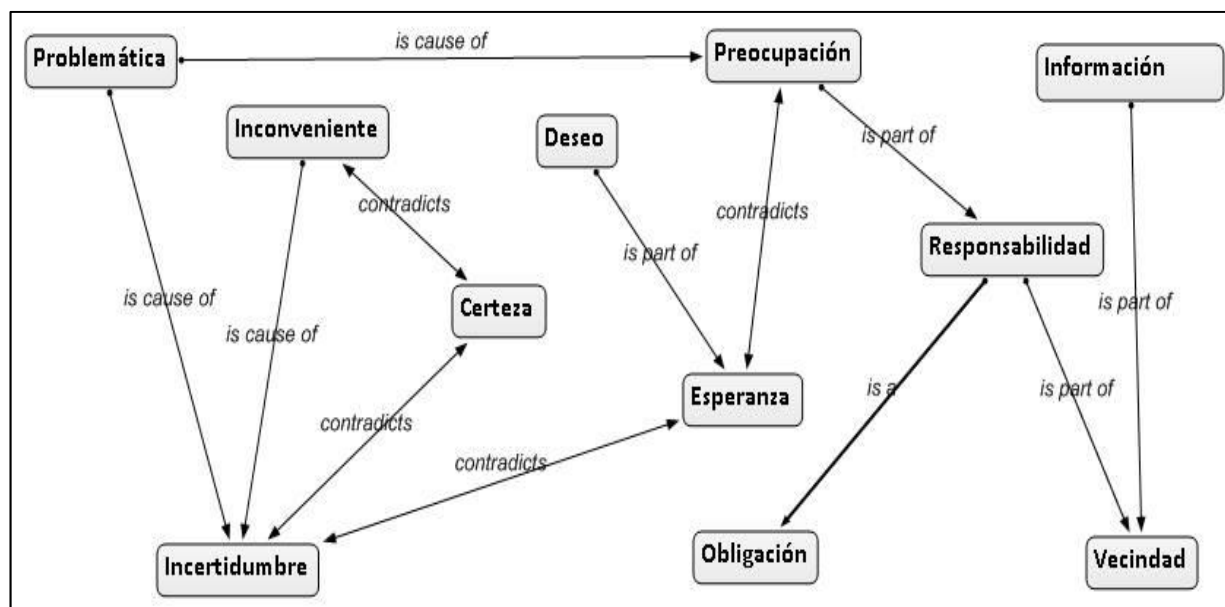 Problemática
is cause of
Preocupación
Información
Inconveniente
Deseo
is part of
contradicts
contradicts
Responsabilidad
is part of
is cause of
Certeza
is part of
is cause of
Esperanza
is a
is part of
contradicts
contradicts
Incertidumbre
Obligación
Vecindad